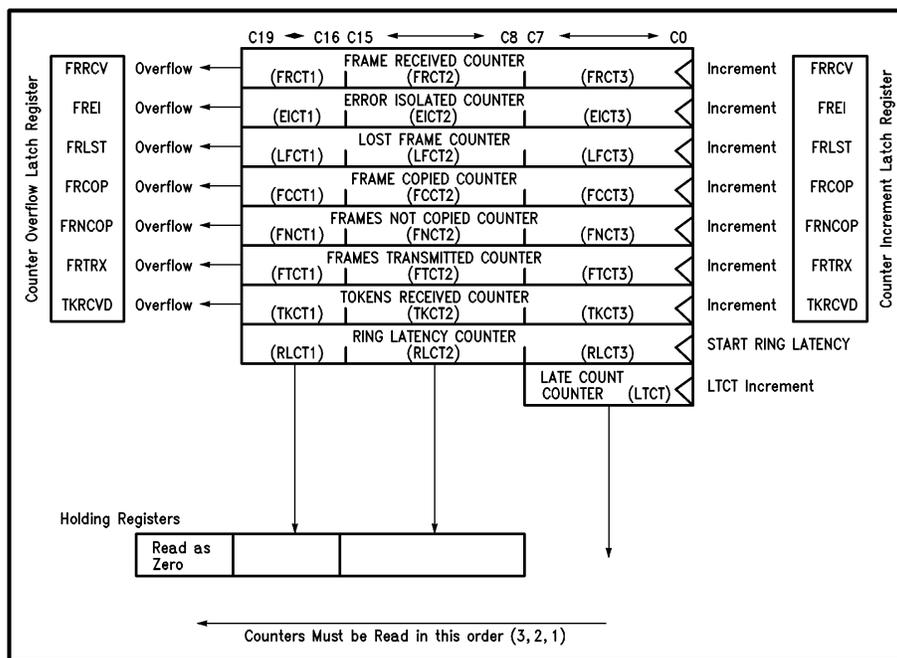 C19 C16 C15 C8 C7 C0
Counter Overflow Latch Register
Counter Increment Latch Register
FRRCV Overflow FRAME RECEIVED COUNTER Increment FRRCV
(FRCT1) (FRCT2) (FRCT3)
FREI Overflow ERROR ISOLATED COUNTER Increment FREI
(EICT1) (EICT2) (EICT3)
FRLST Overflow LOST FRAME COUNTER Increment FRLST
(LFCT1) (LFCT2) (LFCT3)
FRCOP Overflow FRAME COPIED COUNTER Increment FRCOP
(FCCT1) (FCCT2) (FCCT3)
FRNCOP Overflow FRAMES NOT COPIED COUNTER Increment FRNCOP
(FNCT1) (FNCT2) (FNCT3)
FRTRX Overflow FRAMES TRANSMITTED COUNTER Increment FRTRX
(FTCT1) (FTCT2) (FTCT3)
TKRCVD Overflow TOKENS RECEIVED COUNTER Increment TKRCVD
(TKCT1) (TKCT2) (TKCT3)
RING LATENCY COUNTER START RING LATENCY
(RLCT1) (RLCT2) (RLCT3)
LATE COUNT
COUNTER (LTCT) LTCT Increment
Holding Registers
Read as
Zero
Counters Must be Read in this order (3, 2, 1)